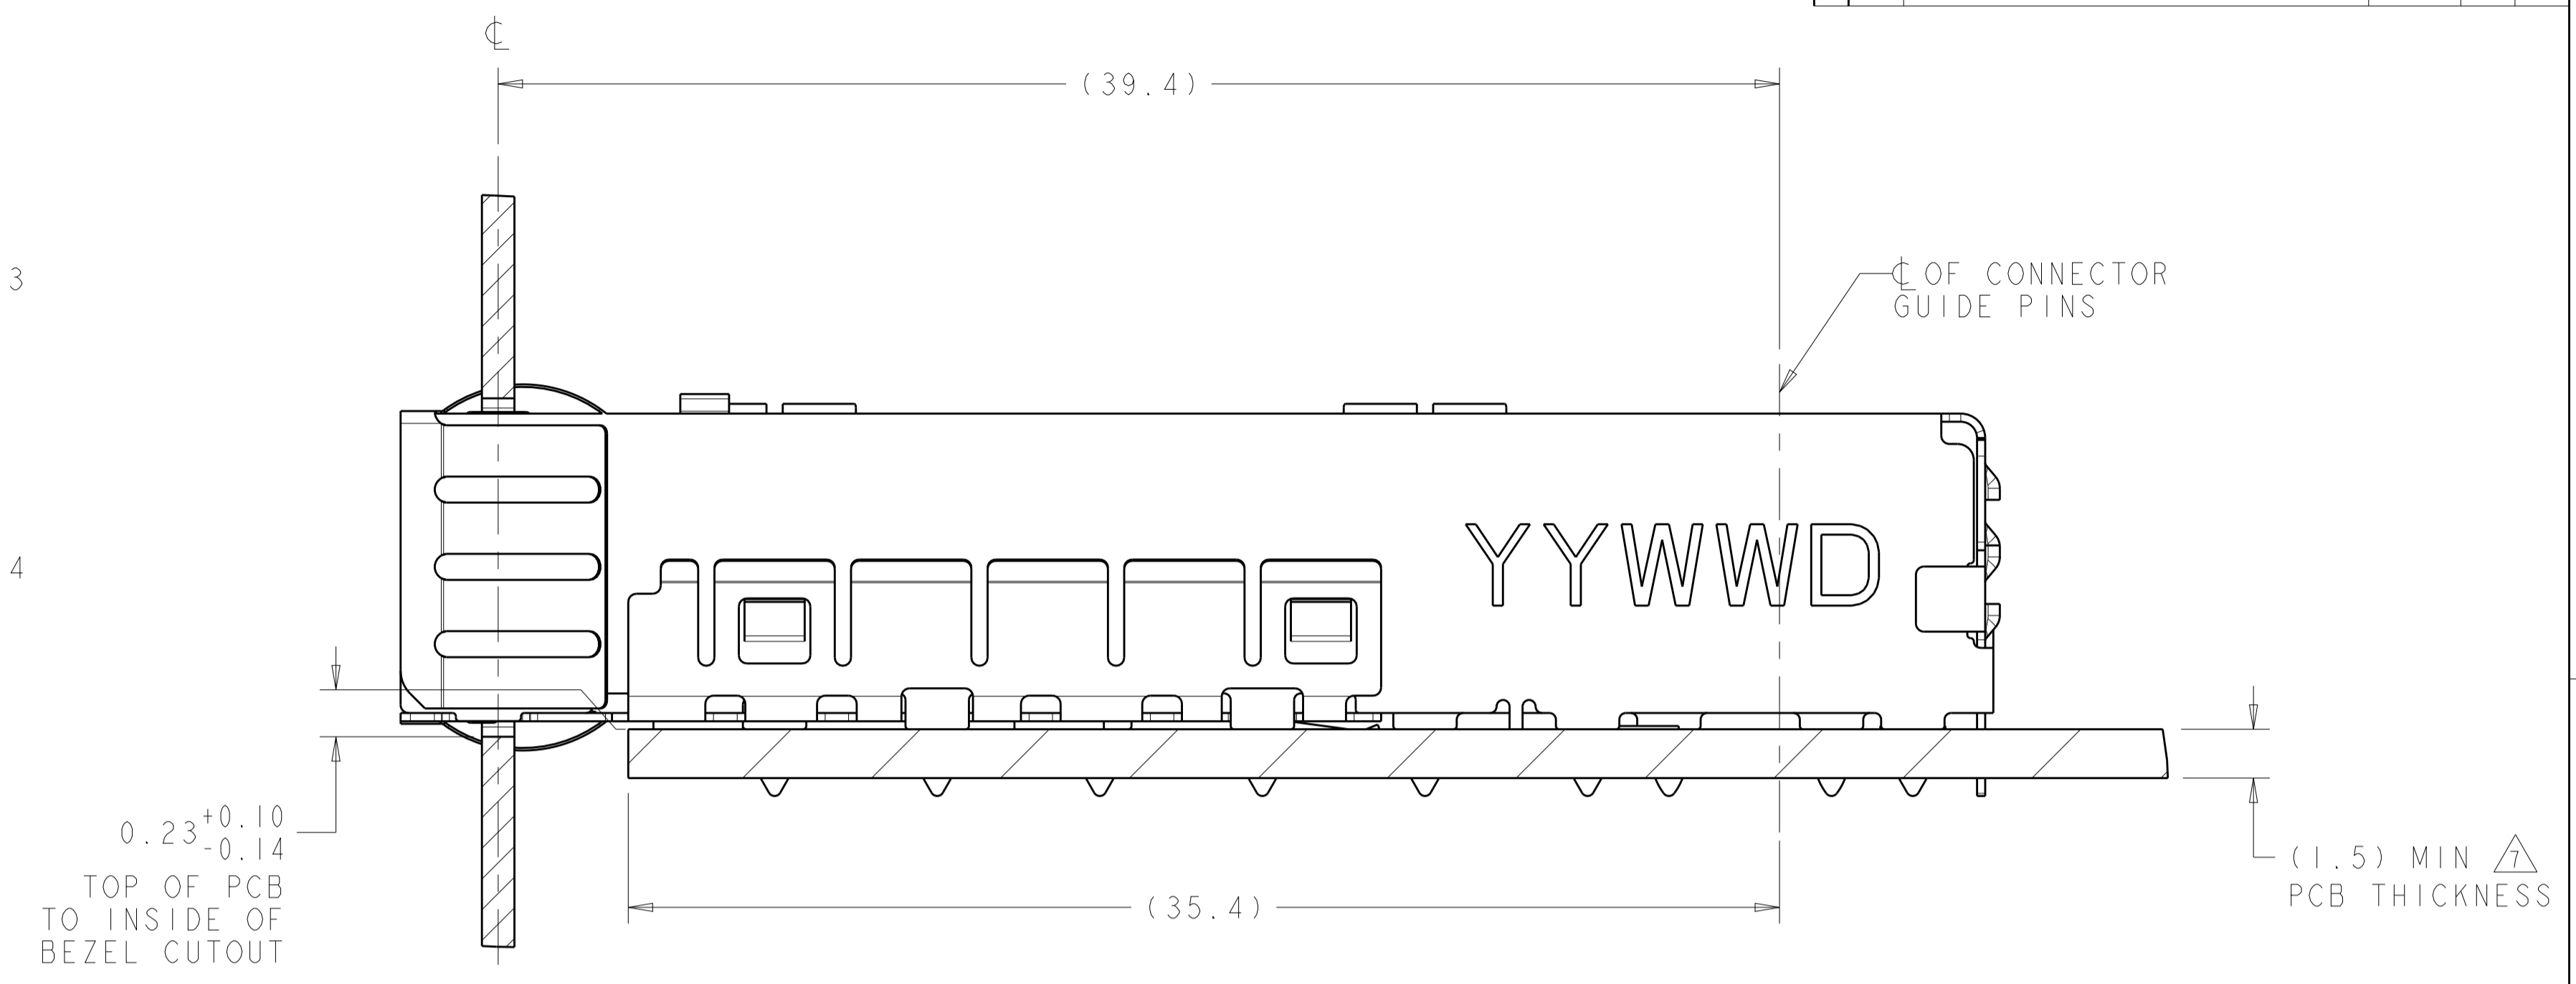 ℄
(39.4)
3
℄ OF CONNECTOR
GUIDE PINS
4
YYWWD
0.23 +0.10
-0.14
TOP OF PCB
TO INSIDE OF
BEZEL CUTOUT
(35.4)
(1.5) MIN 7
PCB THICKNESS